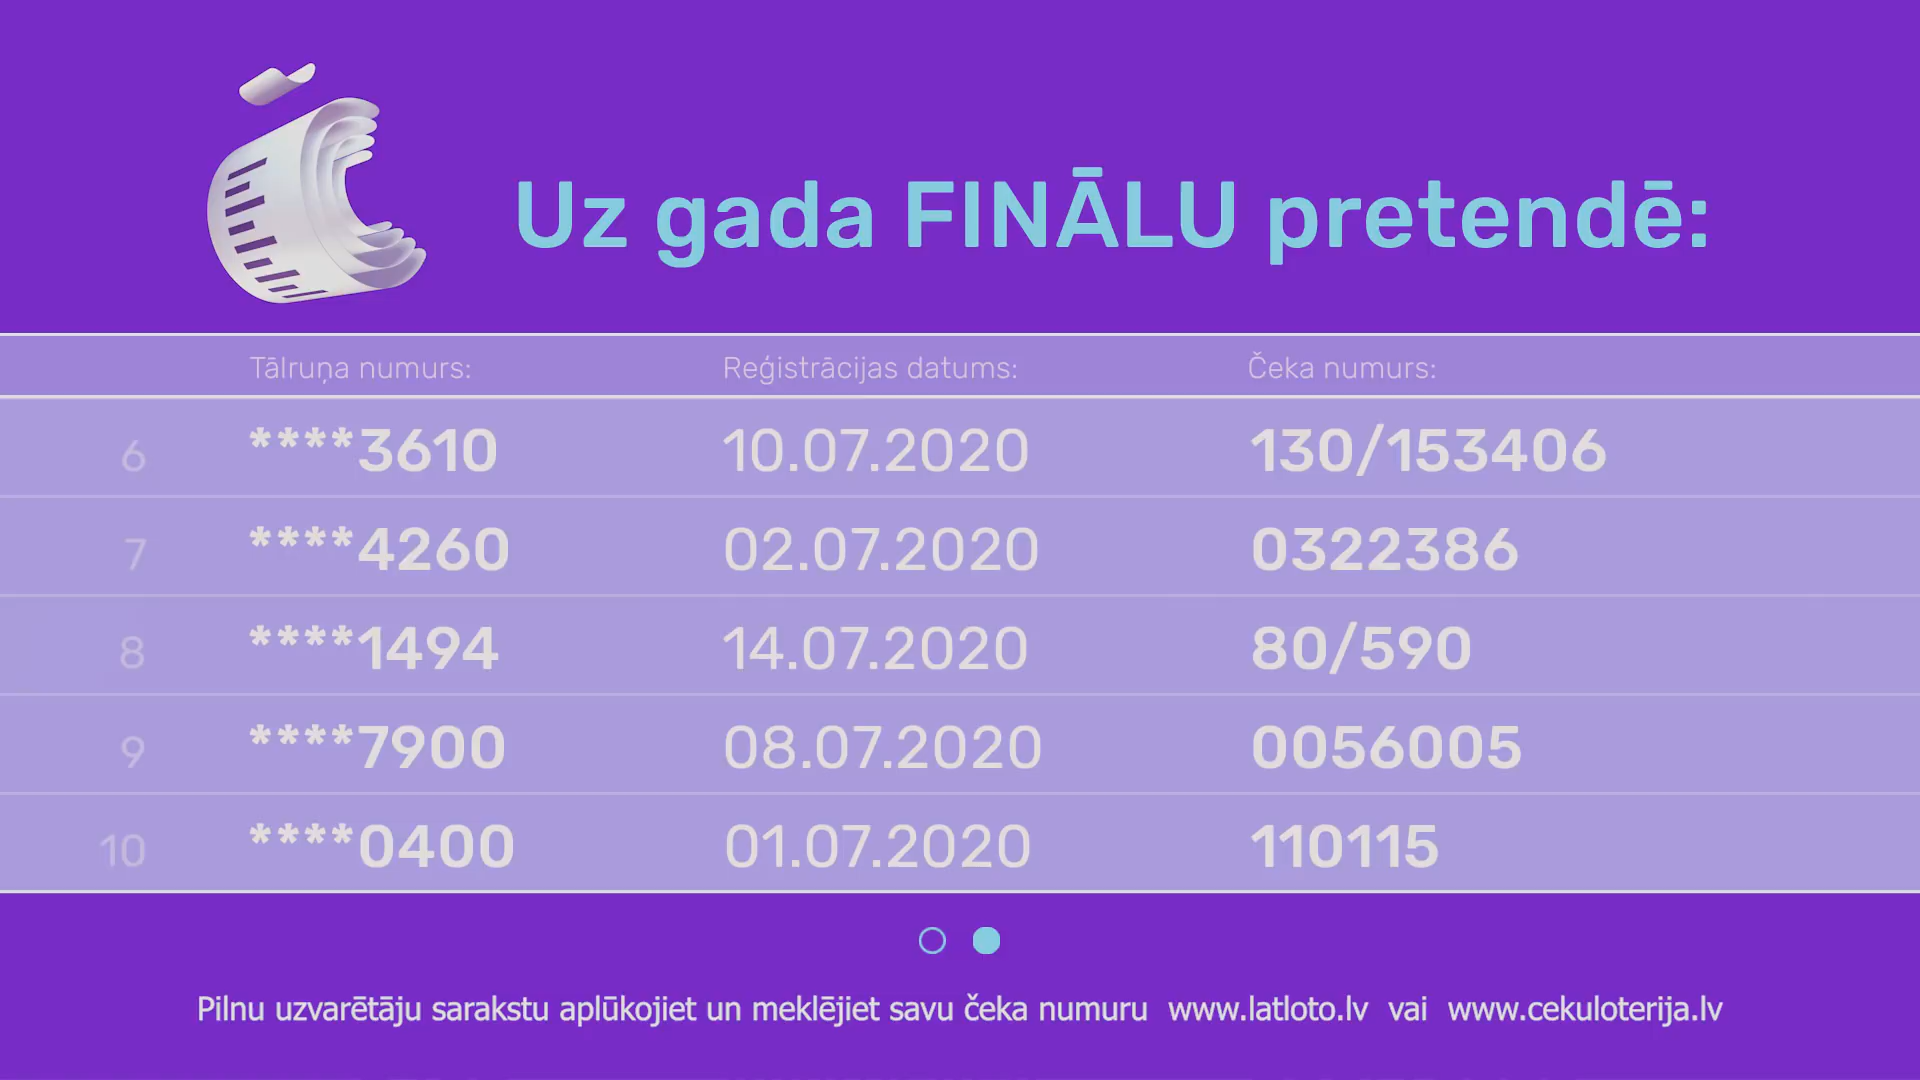 Uz gada FINĀLU pretendē:
Tālruņa numurs: Reģistrācijas datums: Čeka numurs:
6 ****3610 10.07.2020 130/153406
7 ****4260 02.07.2020 0322386
8 ****1494 14.07.2020 80/590
9 ****7900 08.07.2020 0056005
10 ****0400 01.07.2020 110115
Pilnu uzvarētāju sarakstu aplūkojiet un meklējiet savu čeka numuru www.latloto.lv vai www.cekuloterija.lv